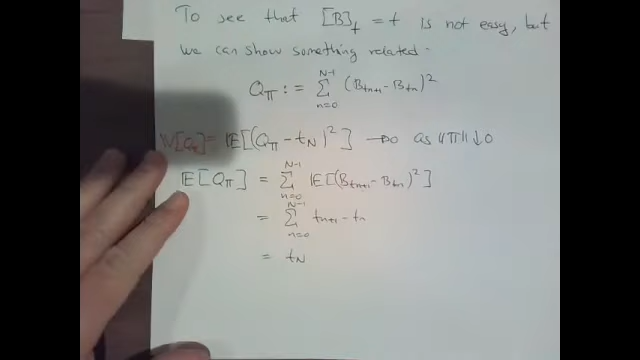 To see that [B]_t = t is not easy, but
we can show something related.
Q_Π := Σ_{n=0}^{N-1} (B_{t_{n+1}} - B_{t_n})^2
V[Q_Π] = 𝔼[(Q_Π - t_N)^2] → 0 as ||Π|| ↓ 0
𝔼[Q_Π] = Σ_{n=0}^{N-1} 𝔼[(B_{t_{n+1}} - B_{t_n})^2]
= Σ_{n=0}^{N-1} t_{n+1} - t_n
= t_N